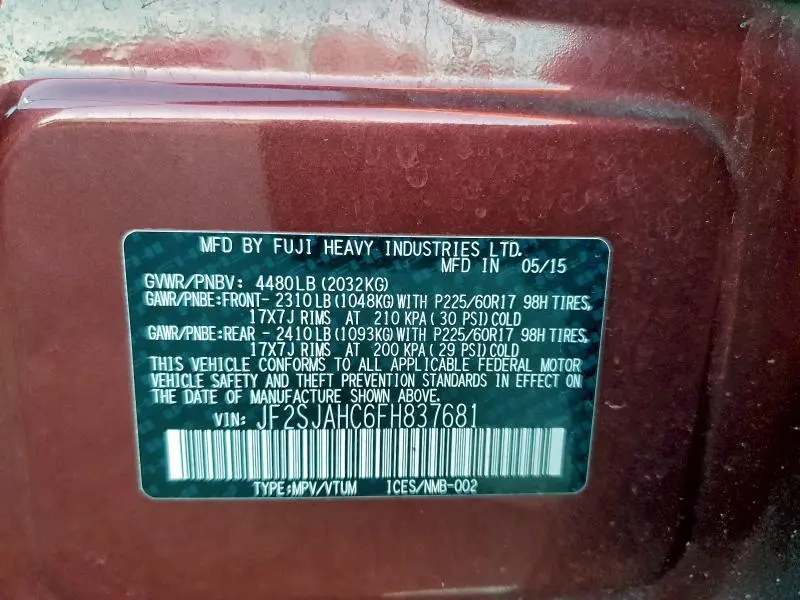 MFD BY FUJI HEAVY INDUSTRIES LTD.
MFD IN 05/15
GVWR/PNBV: 4480LB (2032KG)
GAWR/PNBE:FRONT- 2310LB (1048KG) WITH P225/60R17 98H TIRES,
17X7J RIMS AT 210 KPA ( 30 PSI) COLD
GAWR/PNBE:REAR - 2410LB (1093KG) WITH P225/60R17 98H TIRES,
17X7J RIMS AT 200 KPA ( 29 PSI) COLD
THIS VEHICLE CONFORMS TO ALL APPLICABLE FEDERAL MOTOR
VEHICLE SAFETY AND THEFT PREVENTION STANDARDS IN EFFECT ON
THE DATE OF MANUFACTURE SHOWN ABOVE.
VIN: JF2SJAHC6FH837681
TYPE:MPV/VTUM ICES/NMB-002